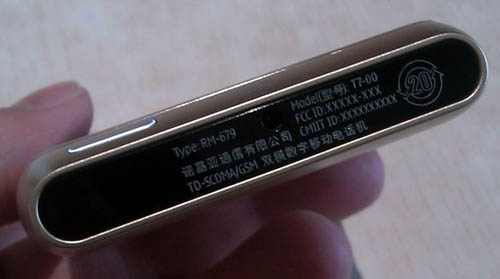 Type: RM-679 Model(型号): T7-00
FCC ID:XXXXX-XXX
CMIIT ID:XXXXXXXXXX
诺基亚通信有限公司
TD-SCDMA/GSM 双模数字移动电话机
20